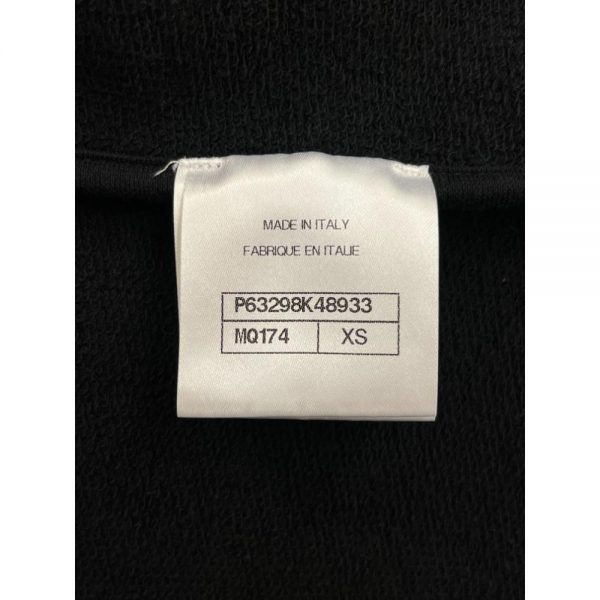 MADE IN ITALY
FABRIQUE EN ITALIE
P63298K48933
MQ174 XS